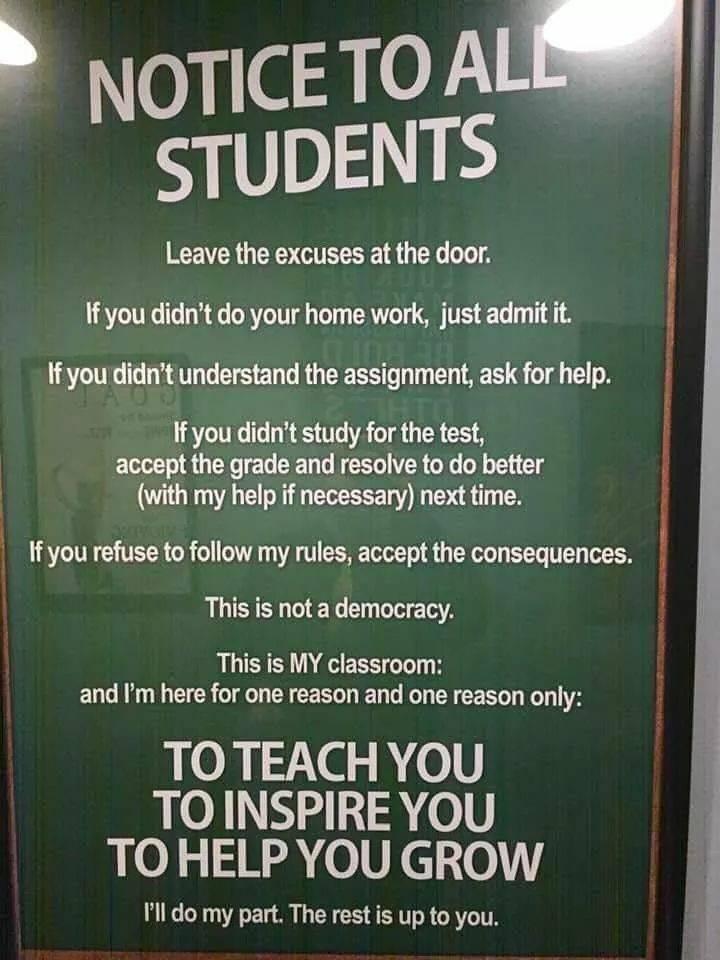 NOTICE TO ALL
STUDENTS
Leave the excuses at the door.
If you didn't do your home work, just admit it.
If you didn't understand the assignment, ask for help.
If you didn't study for the test,
accept the grade and resolve to do better
(with my help if necessary) next time.
If you refuse to follow my rules, accept the consequences.
This is not a democracy.
This is MY classroom:
and I'm here for one reason and one reason only:
TO TEACH YOU
TO INSPIRE YOU
TO HELP YOU GROW
I'll do my part. The rest is up to you.